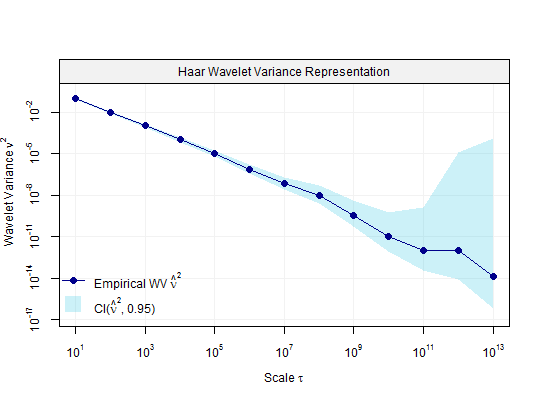 Haar Wavelet Variance Representation
Wavelet Variance ν²
10⁻²
10⁻⁵
10⁻⁸
10⁻¹¹
10⁻¹⁴
10⁻¹⁷
Empirical WV ν̂²
CI(ν̂², 0.95)
10¹ 10³ 10⁵ 10⁷ 10⁹ 10¹¹ 10¹³
Scale τ